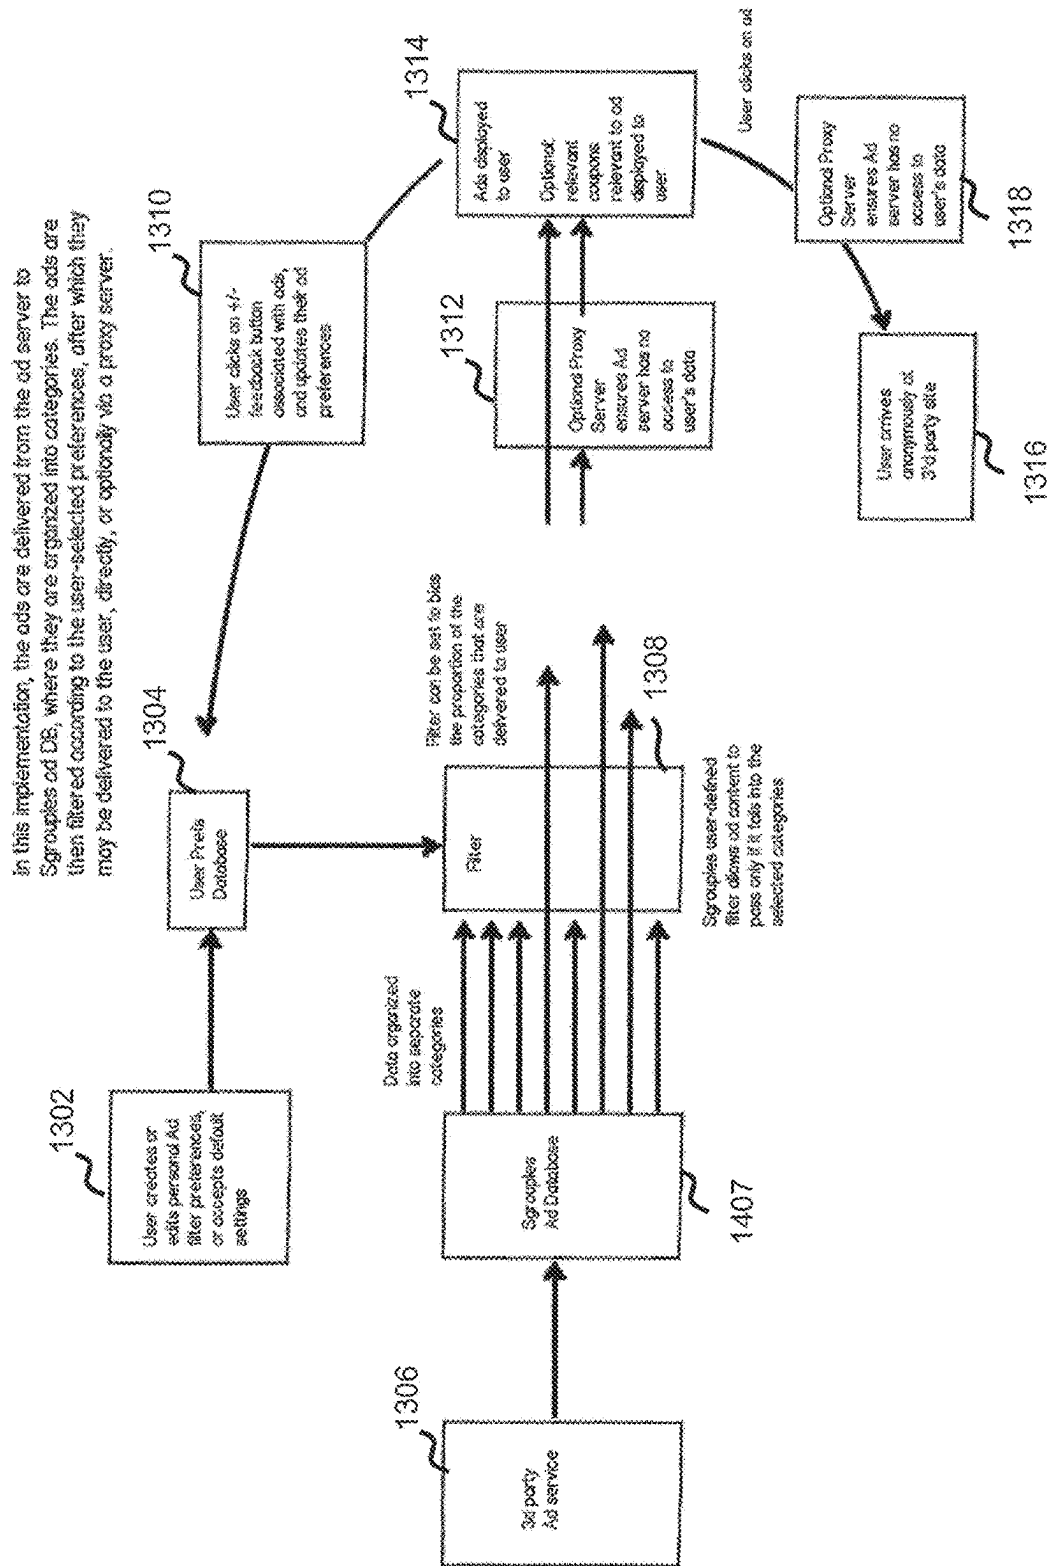 In this implementation, the ads are delivered from the ad server to
Sgrouples ad DB, where they are organized into categories. The ads are
then filtered according to the user-selected preferences, after which they
may be delivered to the user, directly, or optionally via a proxy server.
1302
User creates or
edits personal Ad
filter preferences,
or accepts default
settings
1304
User Prefs
Database
1310
User clicks on +/-
feedback button
associated with ads,
and updates their ad
preferences
1306
3rd party
Ad service
Sgrouples
Ad Database
1407
Data organized
into separate
categories
Filter
1308
Filter can be set to bias
the proportion of the
categories that are
delivered to user
Sgrouples user-defined
filter allows ad content to
pass only if it falls into the
selected categories
1312
Optional Proxy
Server
ensures Ad
server has no
access to
user's data
1314
Ads displayed
to user
Optional:
relevant
coupons
relevant to ad
displayed to
user
User clicks on ad
Optional Proxy
Server
ensures Ad
server has no
access to
user's data
1318
User arrives
anonymously at
3'd party site
1316